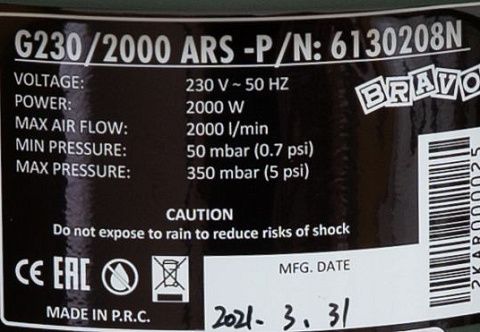 G230/2000 ARS -P/N: 6130208N
VOLTAGE: 230 V ~ 50 HZ
POWER: 2000 W
MAX AIR FLOW: 2000 l/min
MIN PRESSURE: 50 mbar (0.7 psi)
MAX PRESSURE: 350 mbar (5 psi)
BRAVO
CAUTION
Do not expose to rain to reduce risks of shock
CE EAC
MFG. DATE
MADE IN P.R.C.
2021. 3. 31
2KAR000025